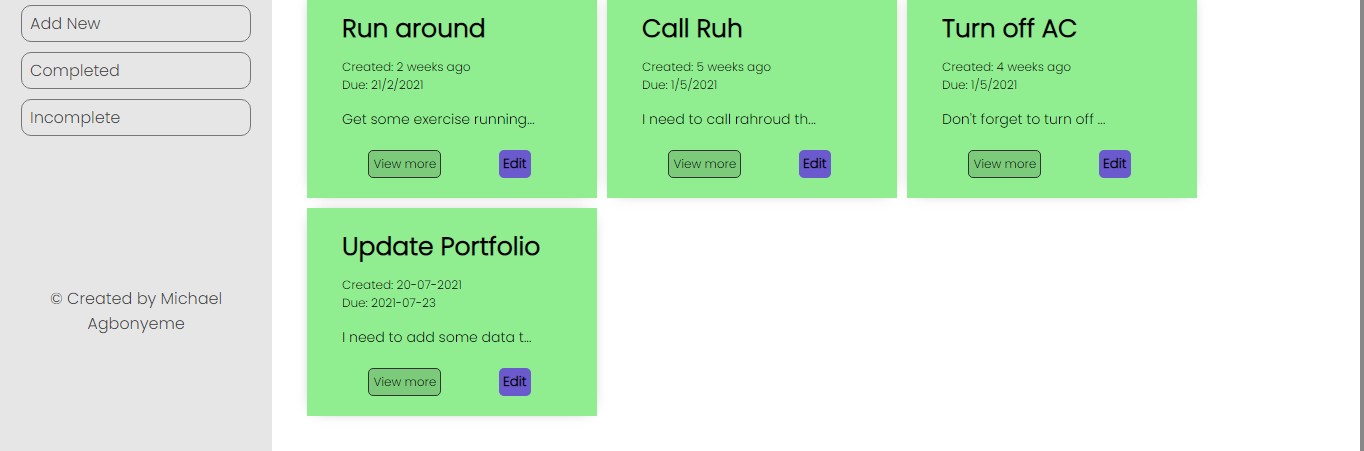 Add New
Completed
Incomplete
© Created by Michael
Agbonyeme
Run around
Created: 2 weeks ago
Due: 21/2/2021
Get some exercise running...
View more
Edit
Call Ruh
Created: 5 weeks ago
Due: 1/5/2021
I need to call rahroud th...
View more
Edit
Turn off AC
Created: 4 weeks ago
Due: 1/5/2021
Don't forget to turn off ...
View more
Edit
Update Portfolio
Created: 20-07-2021
Due: 2021-07-23
I need to add some data t...
View more
Edit